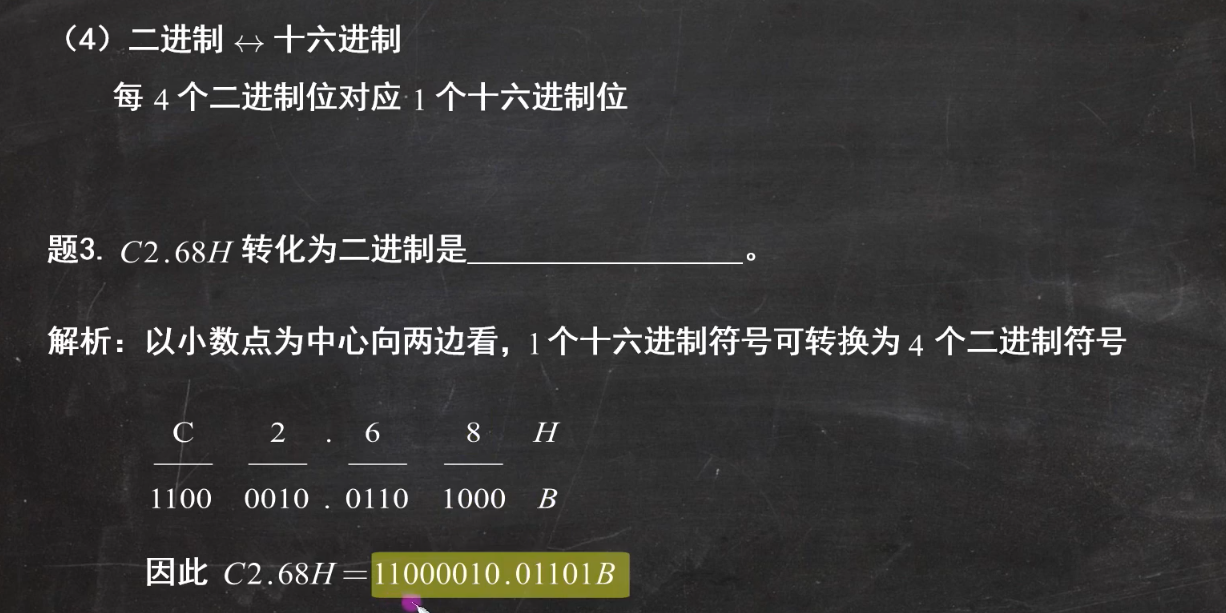 （4）二进制 ↔ 十六进制
每 4 个二进制位对应 1 个十六进制位
题3. C2.68H 转化为二进制是_________________。
解析：以小数点为中心向两边看，1 个十六进制符号可转换为 4 个二进制符号
C 2 . 6 8 H
1100 0010 . 0110 1000 B
因此 C2.68H = 11000010.01101B